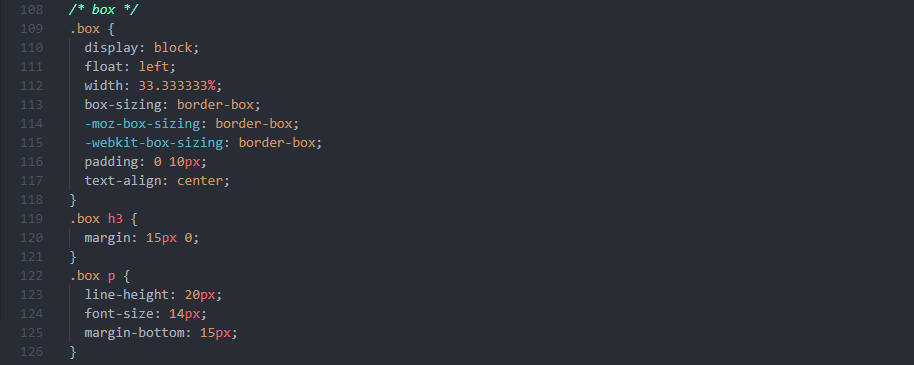 108 /* box */
109 .box {
110 display: block;
111 float: left;
112 width: 33.333333%;
113 box-sizing: border-box;
114 -moz-box-sizing: border-box;
115 -webkit-box-sizing: border-box;
116 padding: 0 10px;
117 text-align: center;
118 }
119 .box h3 {
120 margin: 15px 0;
121 }
122 .box p {
123 line-height: 20px;
124 font-size: 14px;
125 margin-bottom: 15px;
126 }